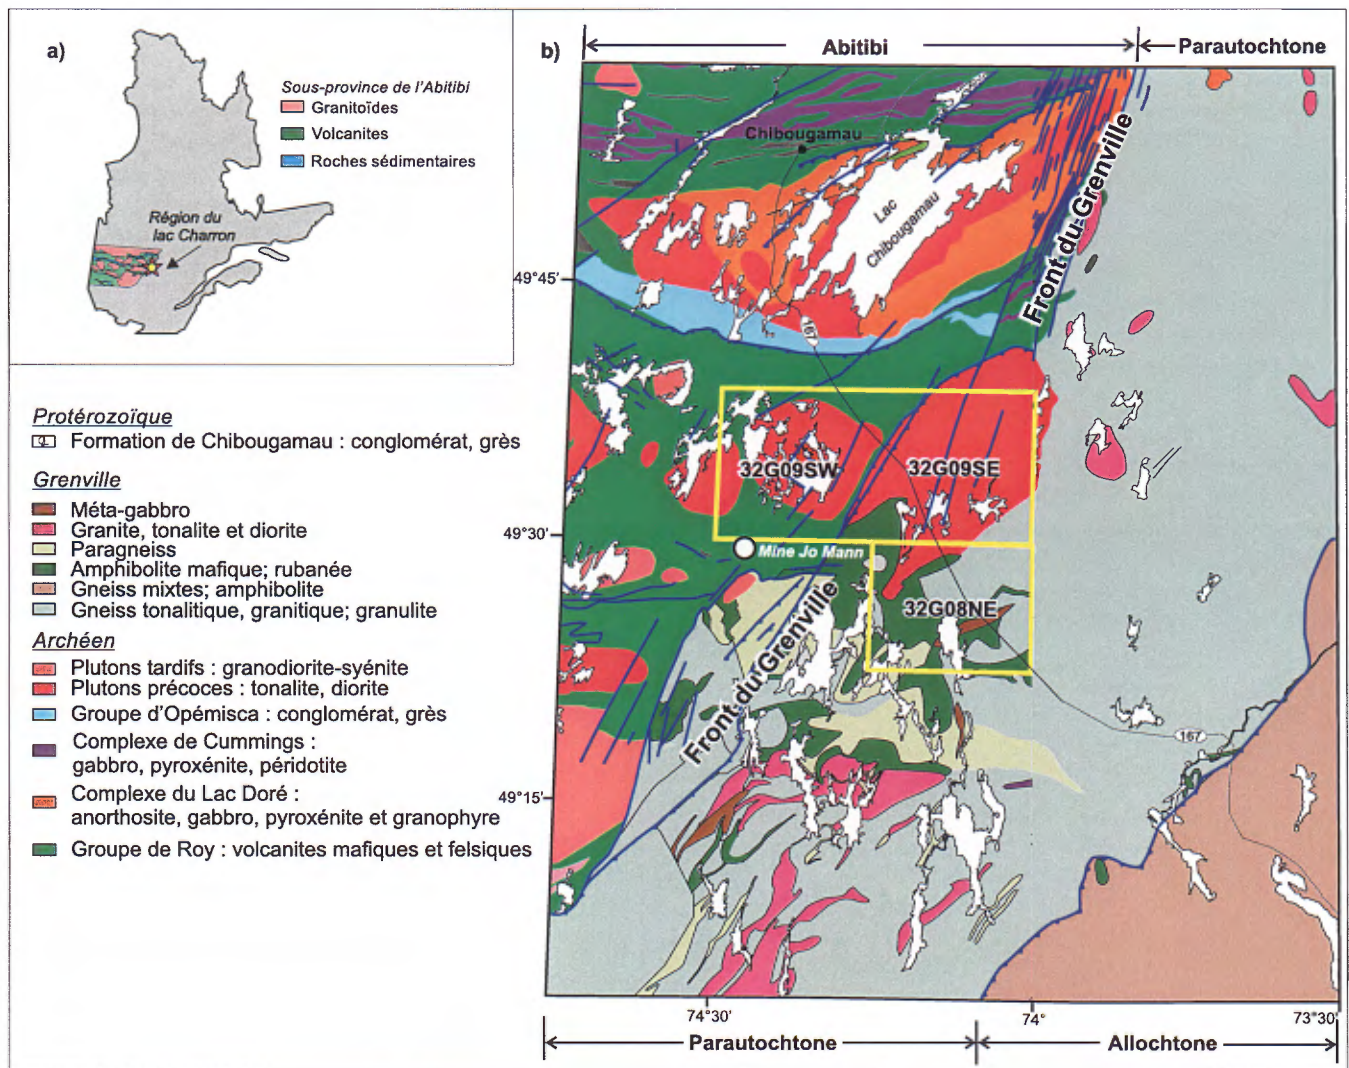 a)
Sous-province de l'Abitibi
Granitoïdes
Volcanites
Roches sédimentaires
Région du
lac Charron
Protérozoïque
Formation de Chibougamau : conglomérat, grès
Grenville
Méta-gabbro
Granite, tonalite et diorite
Paragneiss
Amphibolite mafique; rubanée
Gneiss mixtes; amphibolite
Gneiss tonalitique, granitique; granulite
Archéen
Plutons tardifs : granodiorite-syénite
Plutons précoces : tonalite, diorite
Groupe d'Opémisca : conglomérat, grès
Complexe de Cummings :
gabbro, pyroxénite, péridotite
Complexe du Lac Doré :
anorthosite, gabbro, pyroxénite et granophyre
Groupe de Roy : volcanites mafiques et felsiques
b)
Abitibi
Parautochtone
Chibougamau
Lac
Chibougamau
Front du Grenville
49°45'
167
32G09SW
32G09SE
49°30'
Mine Jo Mann
32G08NE
Front du Grenville
167
49°15'
74°30'
74°
73°30'
Parautochtone
Allochtone